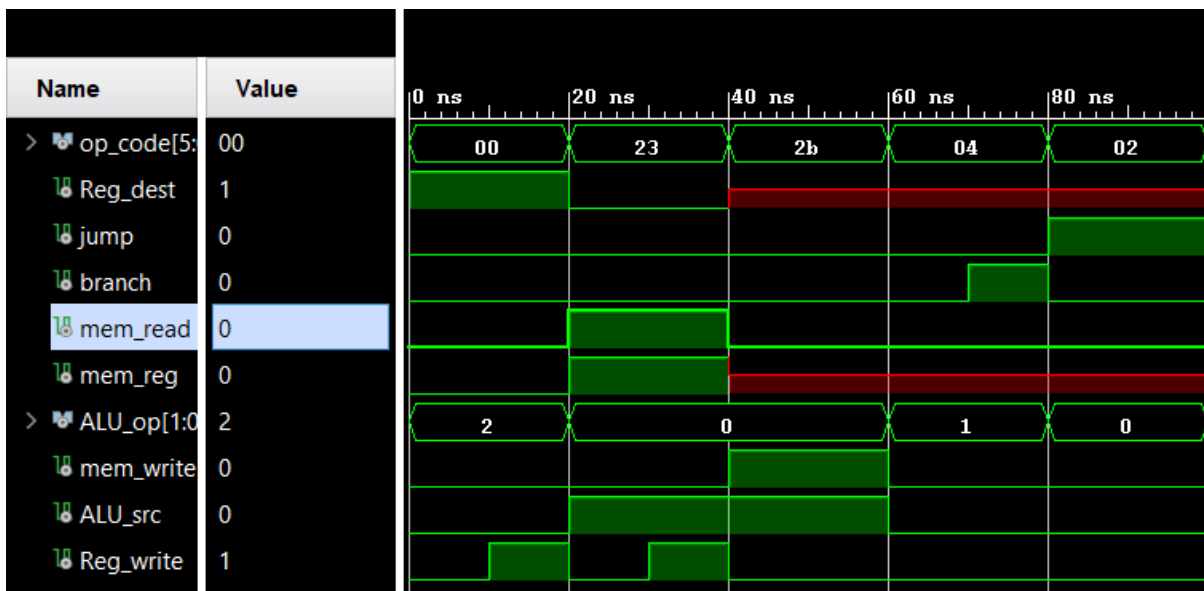 Name Value
0 ns 20 ns 40 ns 60 ns 80 ns
op_code[5: 00 00 23 2b 04 02
Reg_dest 1
jump 0
branch 0
mem_read 0
mem_reg 0
ALU_op[1:0 2 2 0 1 0
mem_write 0
ALU_src 0
Reg_write 1